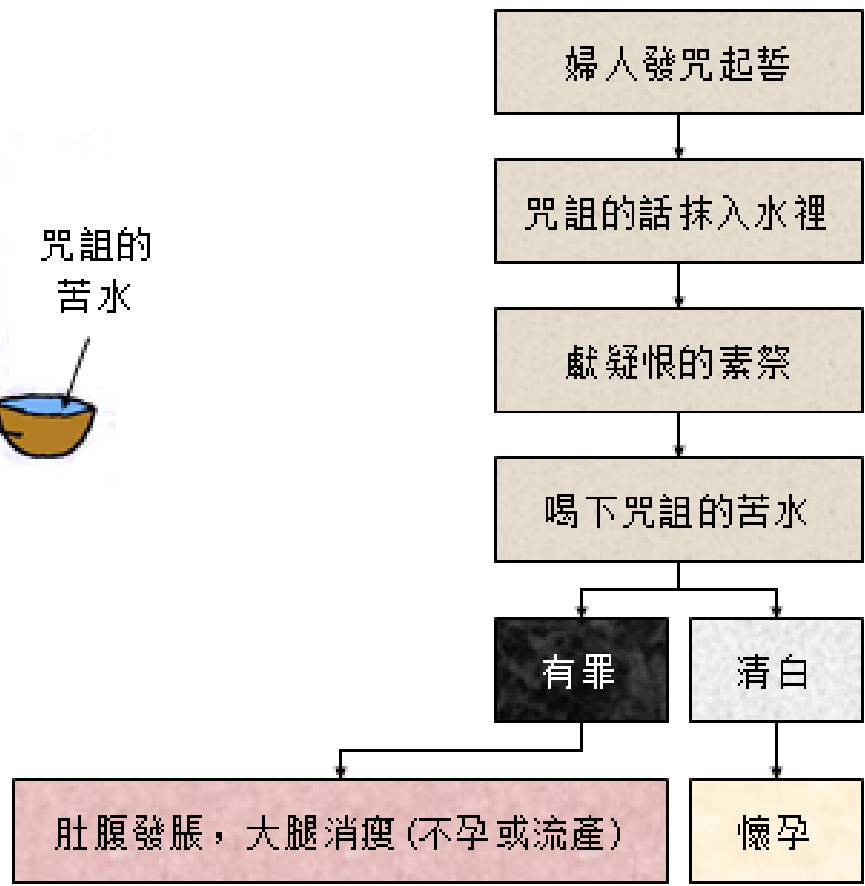 婦人發咒起誓
咒詛的話抹入水裡
咒詛的
苦水
獻疑恨的素祭
喝下咒詛的苦水
有罪
清白
肚腹發脹，大腿消瘦(不孕或流產)
懷孕